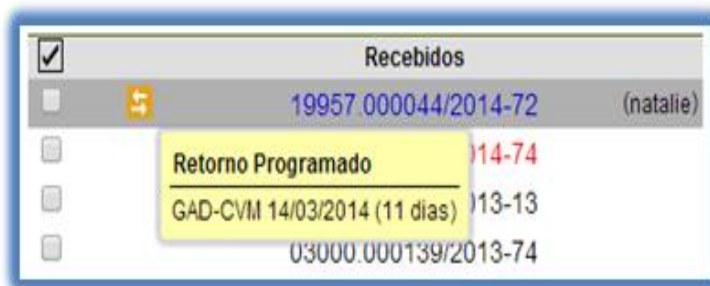 Recebidos
19957.000044/2014-72 (natalie)
Retorno Programado
014-74
GAD-CVM 14/03/2014 (11 dias)
013-13
03000.000139/2013-74